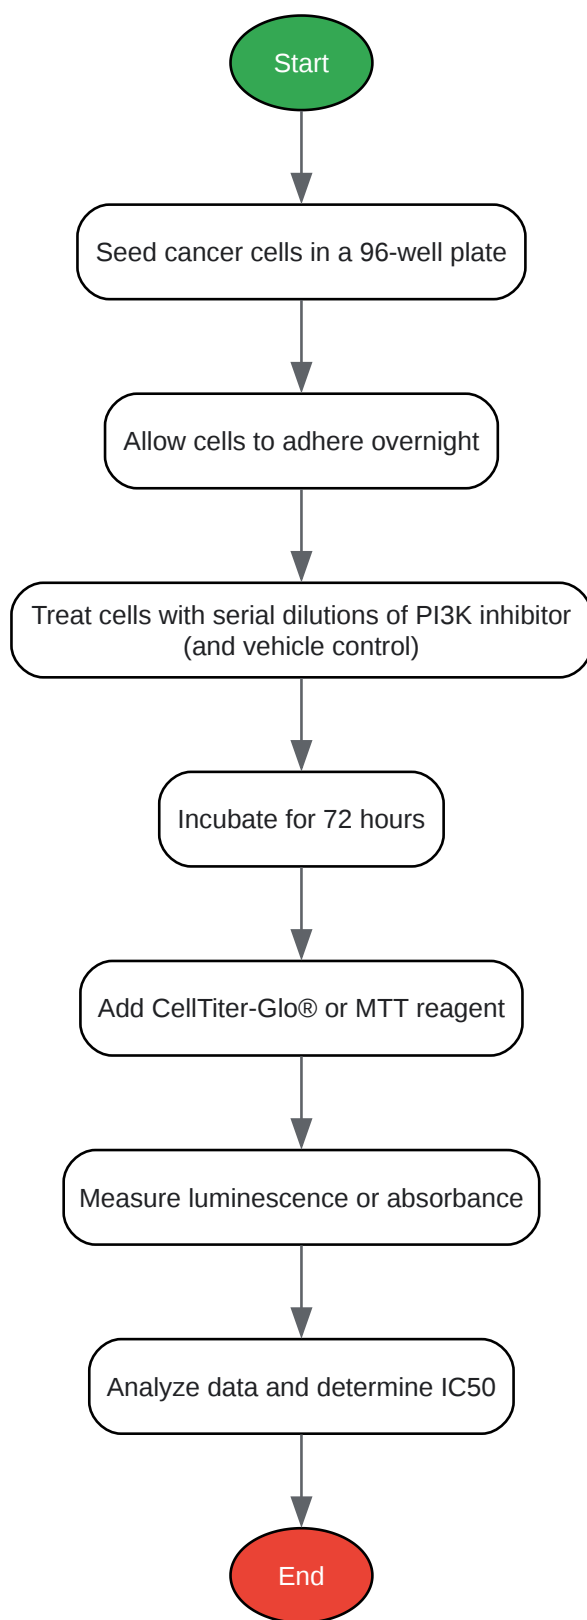 Start
Seed cancer cells in a 96-well plate
Allow cells to adhere overnight
Treat cells with serial dilutions of PI3K inhibitor
(and vehicle control)
Incubate for 72 hours
Add CellTiter-Glo® or MTT reagent
Measure luminescence or absorbance
Analyze data and determine IC50
End